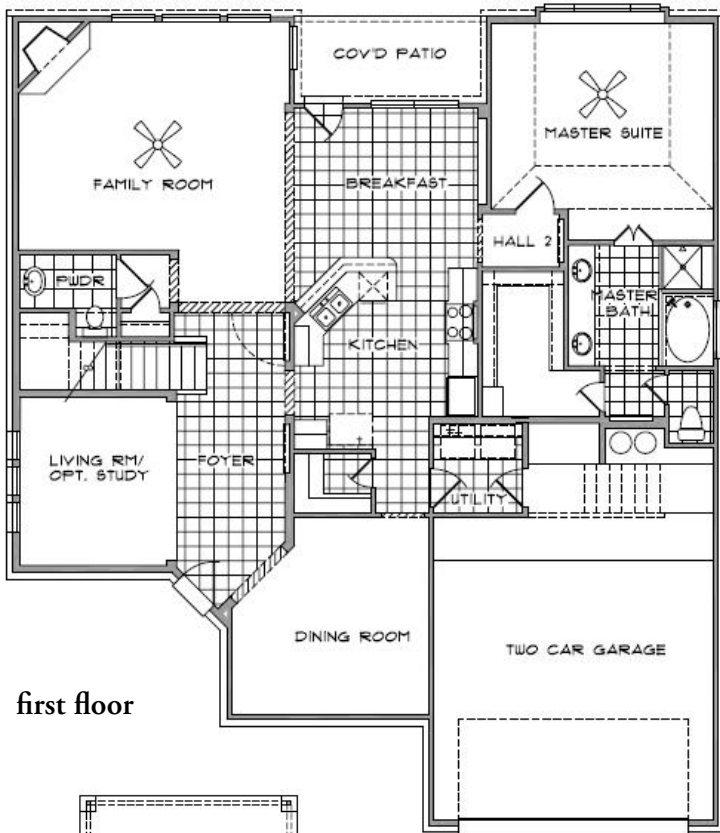 COV'D PATIO
MASTER SUITE
FAMILY ROOM
BREAKFAST
HALL 2
PWDR
MASTER
BATH
KITCHEN
LIVING RM/
OPT. STUDY
FOYER
UTILITY
DINING ROOM
TWO CAR GARAGE
first floor